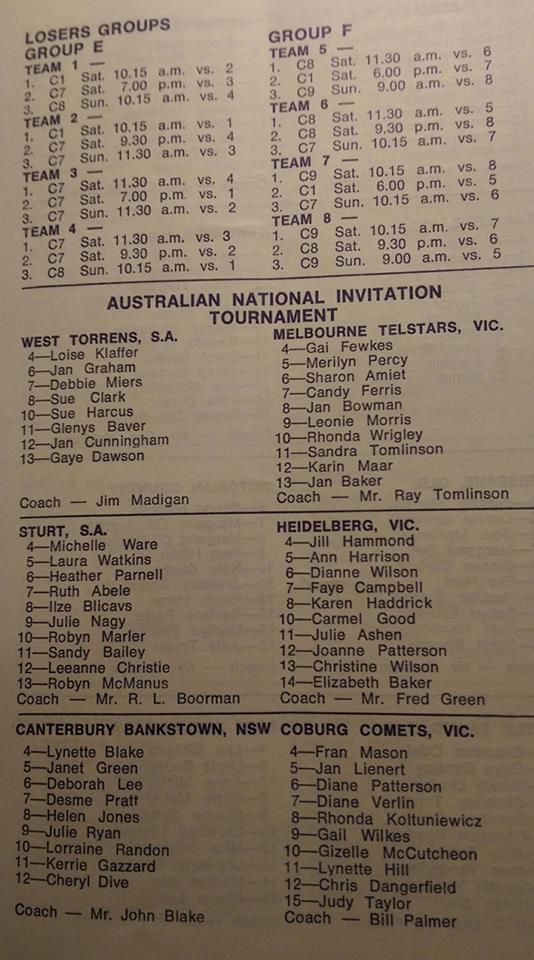 LOSERS GROUPS
GROUP E
TEAM 1 —
1. C1 Sat. 10.15 a.m. vs. 2
2. C7 Sat. 7.00 p.m. vs. 3
3. C8 Sun. 10.15 a.m. vs. 4
TEAM 2 —
1. C1 Sat. 10.15 a.m. vs. 1
2. C7 Sat. 9.30 p.m. vs. 4
3. C7 Sun. 11.30 a.m. vs. 3
TEAM 3 —
1. C7 Sat. 11.30 a.m. vs. 4
2. C7 Sat. 7.00 p.m. vs. 1
3. C7 Sun. 11.30 a.m. vs. 2
TEAM 4 —
1. C7 Sat. 11.30 a.m. vs. 3
2. C7 Sat. 9.30 p.m. vs. 2
3. C8 Sun. 10.15 a.m. vs. 1
GROUP F
TEAM 5 —
1. C8 Sat. 11.30 a.m. vs. 6
2. C1 Sat. 6.00 p.m. vs. 7
3. C9 Sun. 9.00 a.m. vs. 8
TEAM 6 —
1. C8 Sat. 11.30 a.m. vs. 5
2. C8 Sat. 9.30 p.m. vs. 8
3. C7 Sun. 10.15 a.m. vs. 7
TEAM 7 —
1. C9 Sat. 10.15 a.m. vs. 8
2. C1 Sat. 6.00 p.m. vs. 5
3. C7 Sun. 10.15 a.m. vs. 6
TEAM 8 —
1. C9 Sat. 10.15 a.m. vs. 7
2. C8 Sat. 9.30 p.m. vs. 6
3. C9 Sun. 9.00 a.m. vs. 5
AUSTRALIAN NATIONAL INVITATION
TOURNAMENT
WEST TORRENS, S.A.
4—Loise Klaffer
6—Jan Graham
7—Debbie Miers
8—Sue Clark
10—Sue Harcus
11—Glenys Baver
12—Jan Cunningham
13—Gaye Dawson
Coach — Jim Madigan
MELBOURNE TELSTARS, VIC.
4—Gai Fewkes
5—Merilyn Percy
6—Sharon Amiet
7—Candy Ferris
8—Jan Bowman
9—Leonie Morris
10—Rhonda Wrigley
11—Sandra Tomlinson
12—Karin Maar
13—Jan Baker
Coach — Mr. Ray Tomlinson
STURT, S.A.
4—Michelle Ware
5—Laura Watkins
6—Heather Parnell
7—Ruth Abele
8—Ilze Blicavs
9—Julie Nagy
10—Robyn Marler
11—Sandy Bailey
12—Leeanne Christie
13—Robyn McManus
Coach — Mr. R. L. Boorman
HEIDELBERG, VIC.
4—Jill Hammond
5—Ann Harrison
6—Dianne Wilson
7—Faye Campbell
8—Karen Haddrick
10—Carmel Good
11—Julie Ashen
12—Joanne Patterson
13—Christine Wilson
14—Elizabeth Baker
Coach — Mr. Fred Green
CANTERBURY BANKSTOWN, NSW
4—Lynette Blake
5—Janet Green
6—Deborah Lee
7—Desme Pratt
8—Helen Jones
9—Julie Ryan
10—Lorraine Randon
11—Kerrie Gazzard
12—Cheryl Dive
Coach — Mr. John Blake
COBURG COMETS, VIC.
4—Fran Mason
5—Jan Lienert
6—Diane Patterson
7—Diane Verlin
8—Rhonda Koltuniewicz
9—Gail Wilkes
10—Gizelle McCutcheon
11—Lynette Hill
12—Chris Dangerfield
15—Judy Taylor
Coach — Bill Palmer